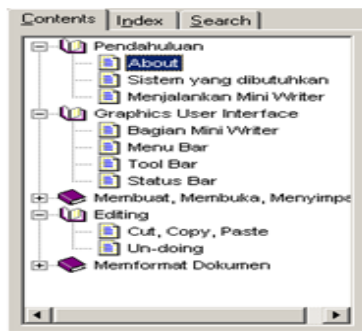 Contents Index Search
Pendahuluan
About
Sistem yang dibutuhkan
Menjalankan Mini Writer
Graphics User Interface
Bagian Mini Writer
Menu Bar
Tool Bar
Status Bar
Membuat, Membuka, Menyimpa
Editing
Cut, Copy, Paste
Un-doing
Memformat Dokumen